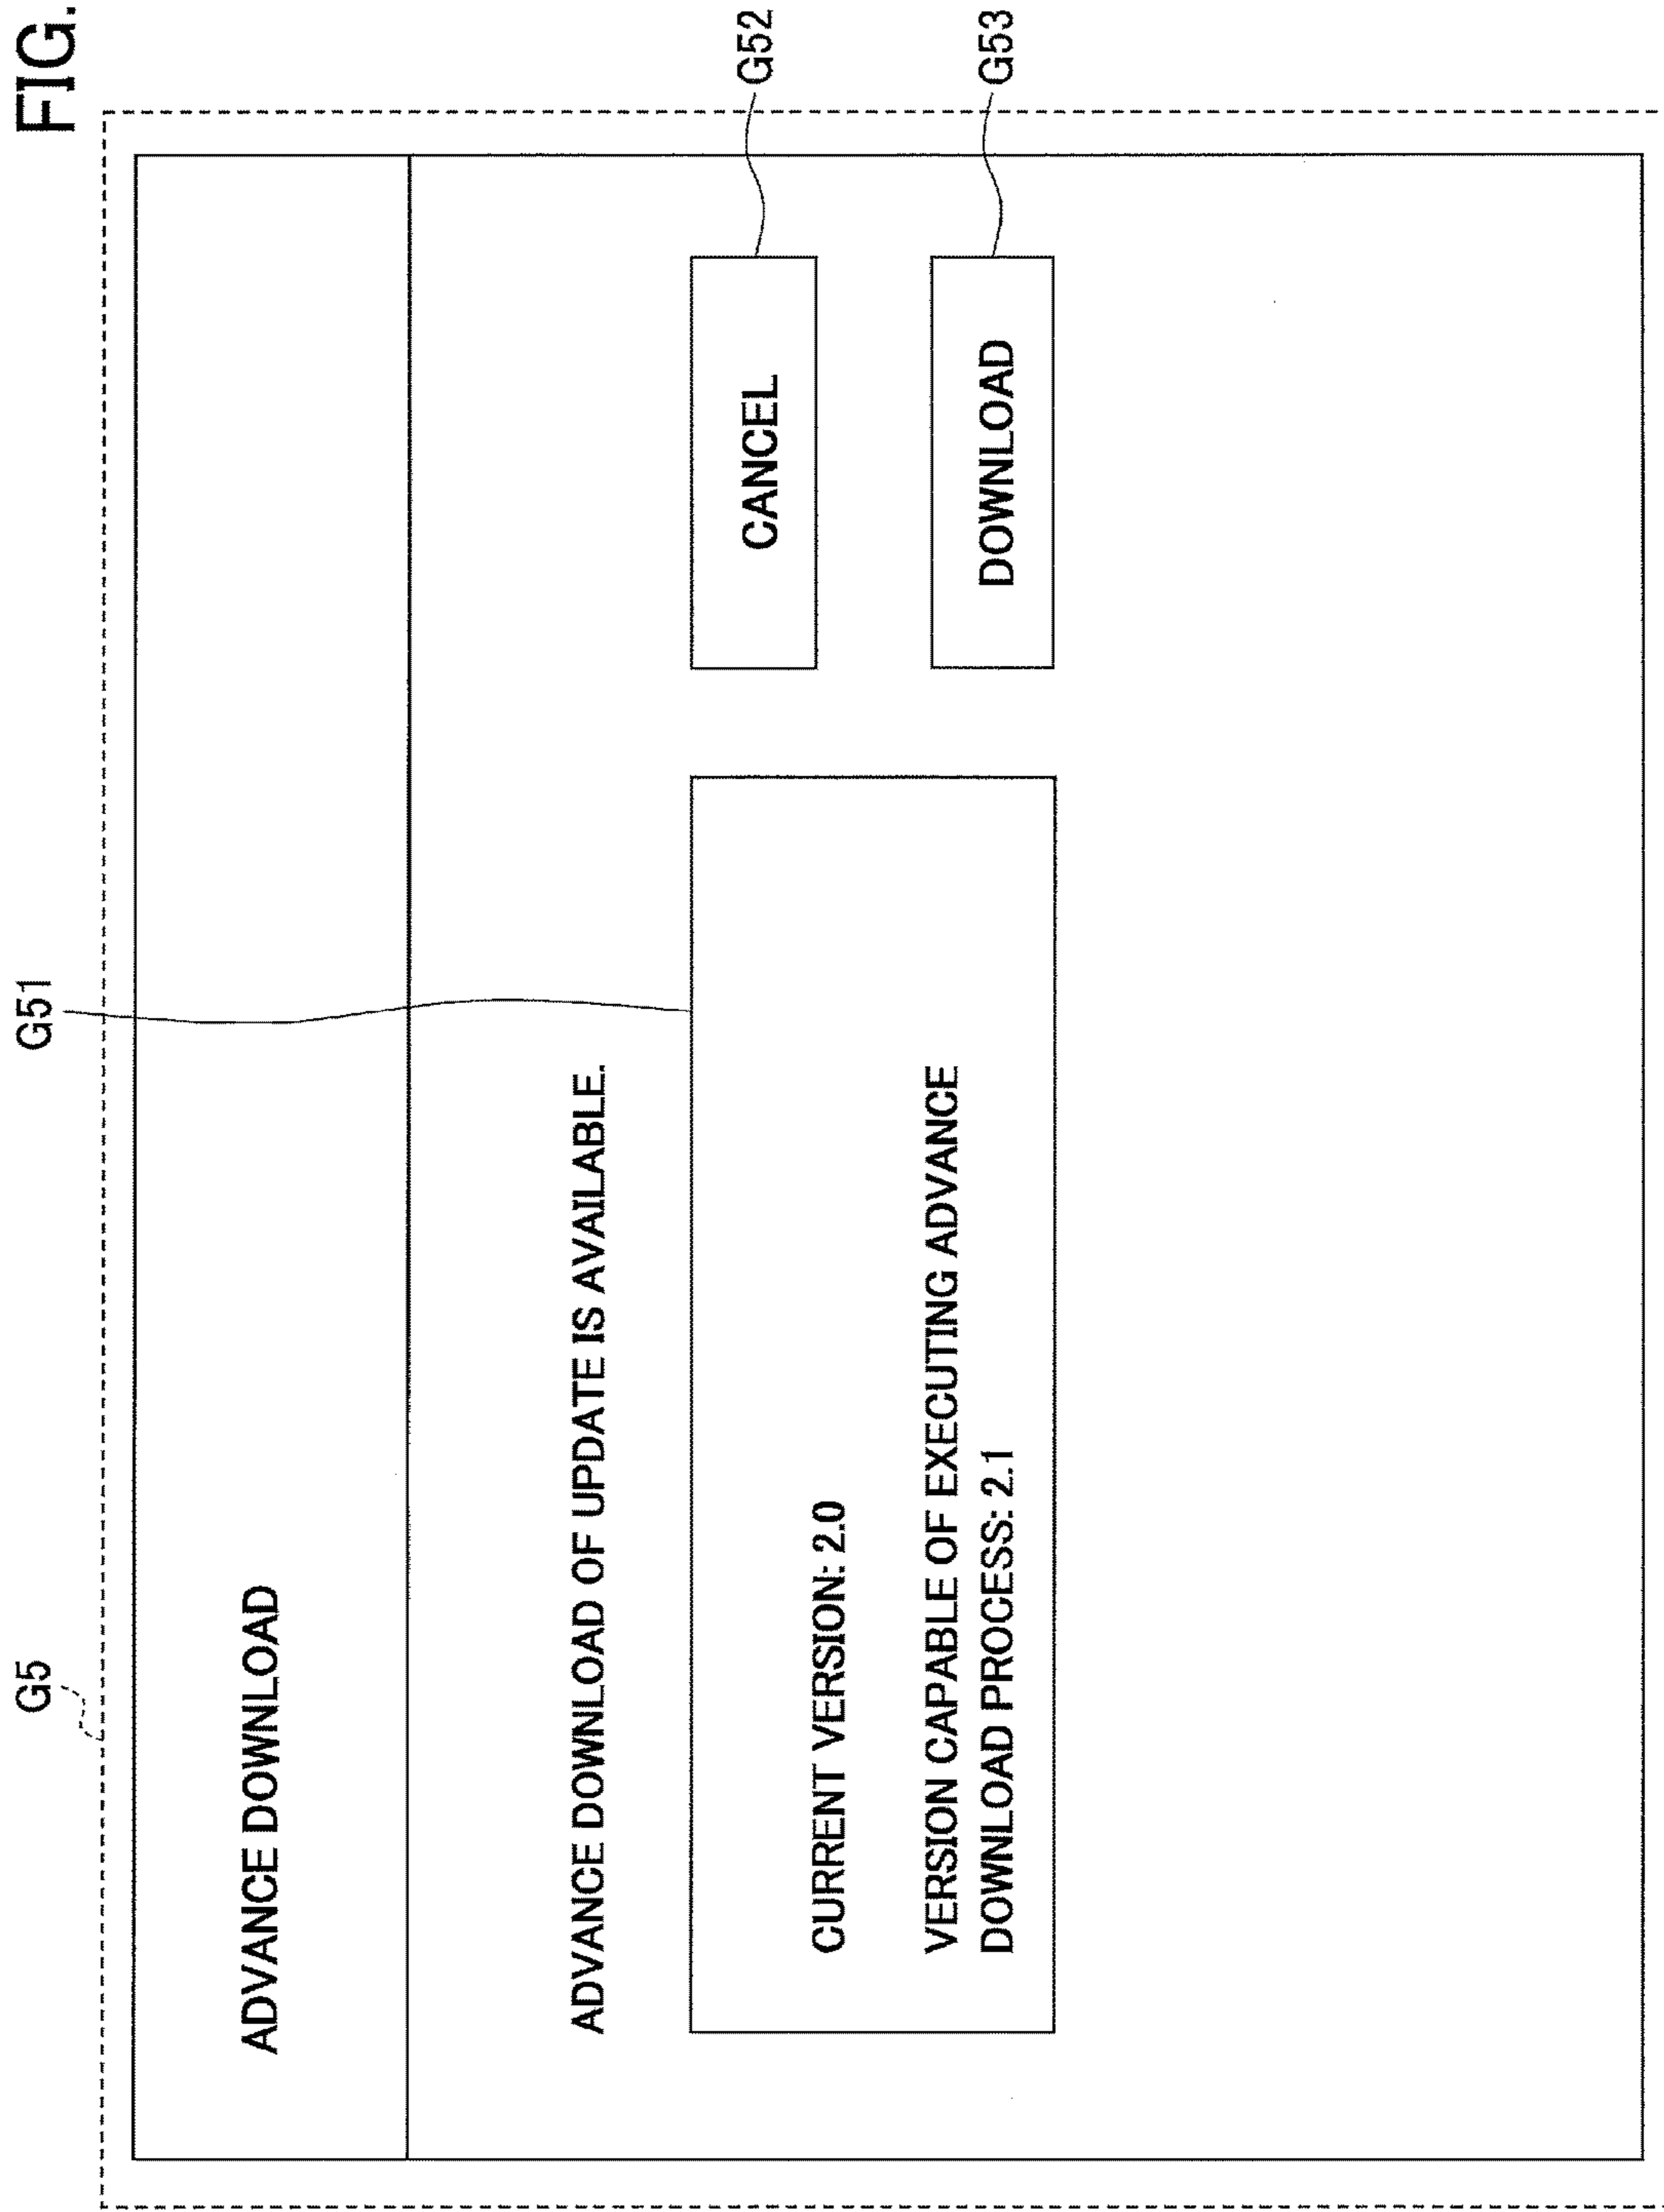 FIG.
G5
G51
ADVANCE DOWNLOAD
ADVANCE DOWNLOAD OF UPDATE IS AVAILABLE.
CURRENT VERSION: 2.0
VERSION CAPABLE OF EXECUTING ADVANCE
DOWNLOAD PROCESS: 2.1
CANCEL
G52
DOWNLOAD
G53